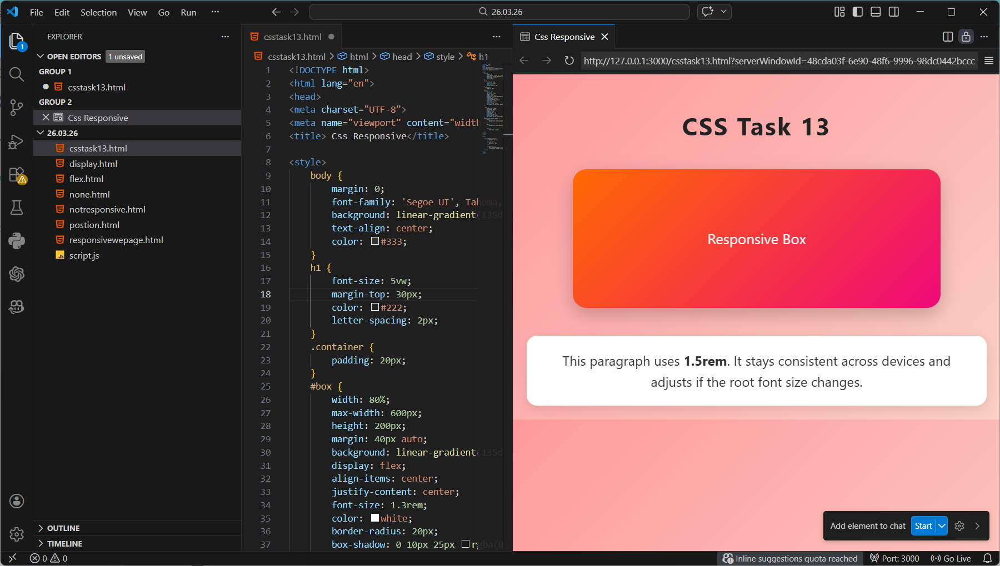 File Edit Selection View Go Run ··· 26.03.26
EXPLORER ···
OPEN EDITORS 1 unsaved
GROUP 1
csstask13.html
GROUP 2
Css Responsive
26.03.26
csstask13.html
display.html
flex.html
none.html
notresponsive.html
postion.html
responsivewepage.html
script.js
OUTLINE
TIMELINE
1
csstask13.html ···
csstask13.html > html > head > style > h1
1 <!DOCTYPE html>
2 <html lang="en">
3 <head>
4 <meta charset="UTF-8">
5 <meta name="viewport" content="width
6 <title> Css Responsive</title>
7
8 <style>
9 body {
10 margin: 0;
11 font-family: 'Segoe UI', Tahoma,
12 background: linear-gradient(135d
13 text-align: center;
14 color: #333;
15 }
16 h1 {
17 font-size: 5vw;
18 margin-top: 30px;
19 color: #222;
20 letter-spacing: 2px;
21 }
22 .container {
23 padding: 20px;
24 }
25 #box {
26 width: 80%;
27 max-width: 600px;
28 height: 200px;
29 margin: 40px auto;
30 background: linear-gradient(135d
31 display: flex;
32 align-items: center;
33 justify-content: center;
34 font-size: 1.3rem;
35 color: white;
36 border-radius: 20px;
37 box-shadow: 0 10px 25px rgba(0
Css Responsive ···
http://127.0.0.1:3000/csstask13.html?serverWindowId=48cda03f-6e90-48f6-9996-98dc0442bccc
CSS Task 13
Responsive Box
This paragraph uses 1.5rem. It stays consistent across devices and
adjusts if the root font size changes.
Add element to chat Start
0 0 Inline suggestions quota reached Port: 3000 Go Live